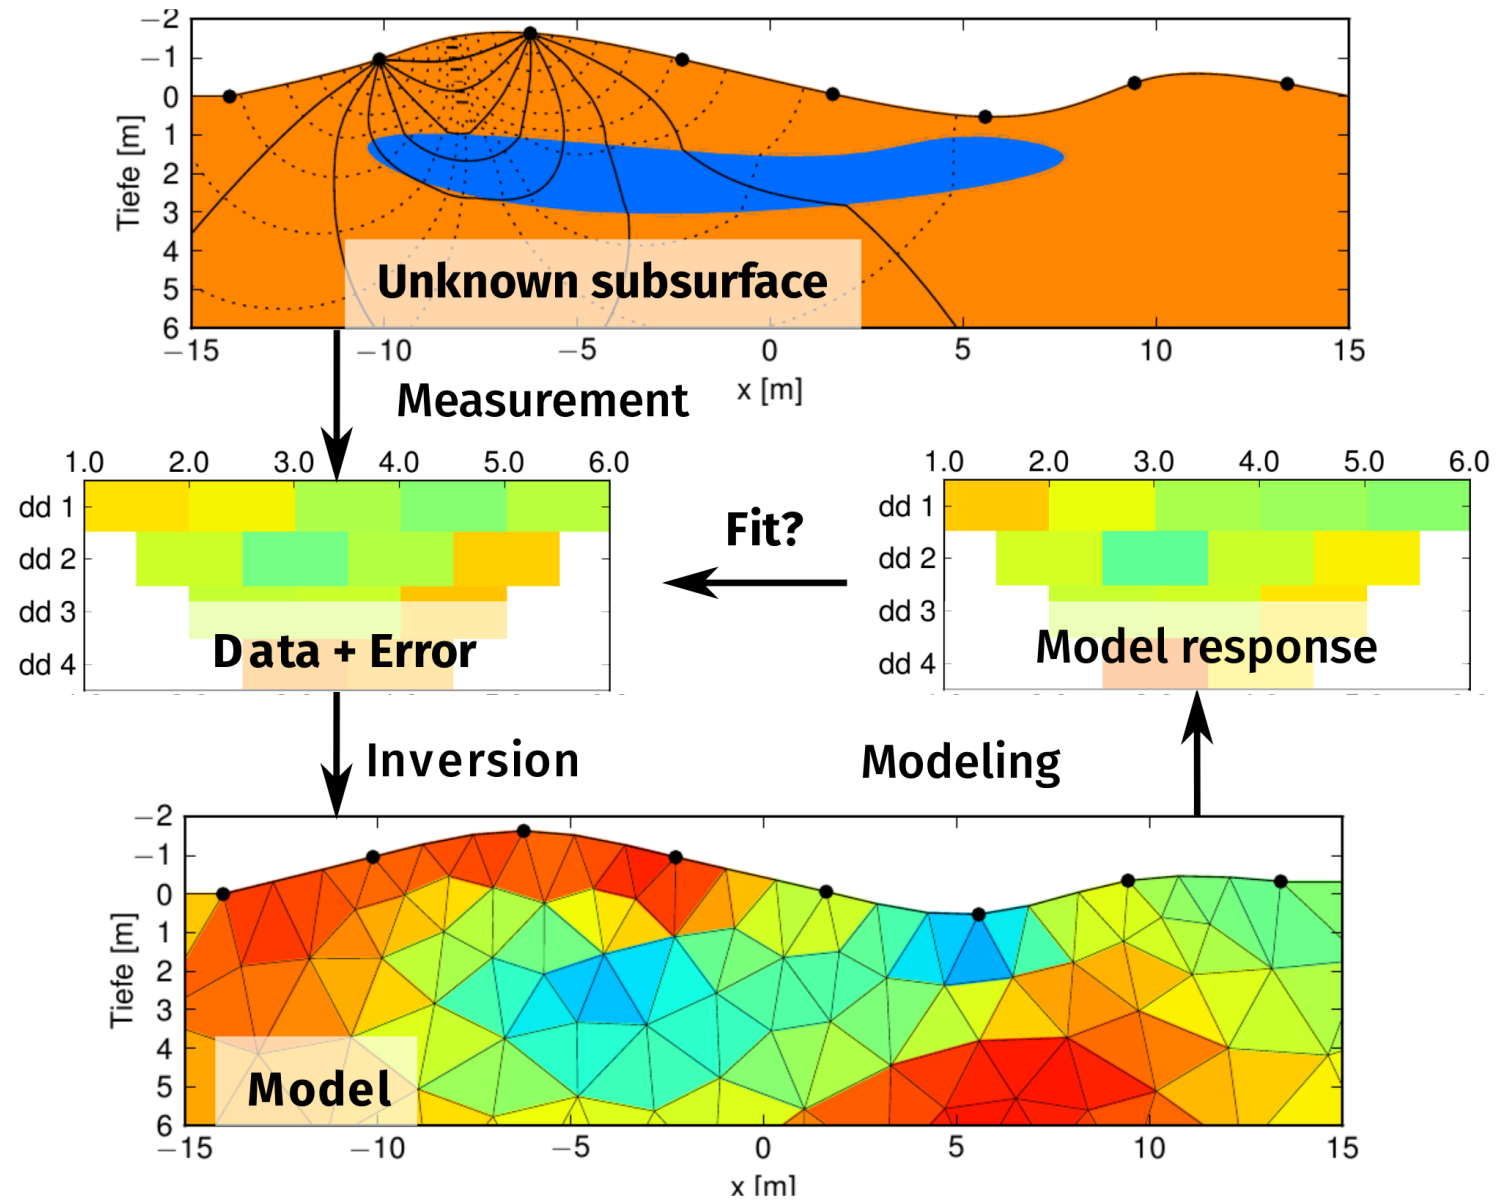 −2
−1
0
1
2
3
4
5
6
Tiefe [m]
Unknown subsurface
−15 −10 −5 0 5 10 15
x [m]
Measurement
1.0 2.0 3.0 4.0 5.0 6.0
dd 1
dd 2
dd 3
dd 4
Data + Error
Fit?
1.0 2.0 3.0 4.0 5.0 6.0
dd 1
dd 2
dd 3
dd 4
Model response
Inversion
Modeling
−2
−1
0
1
2
3
4
5
6
Tiefe [m]
Model
−15 −10 −5 0 5 10 15
x [m]